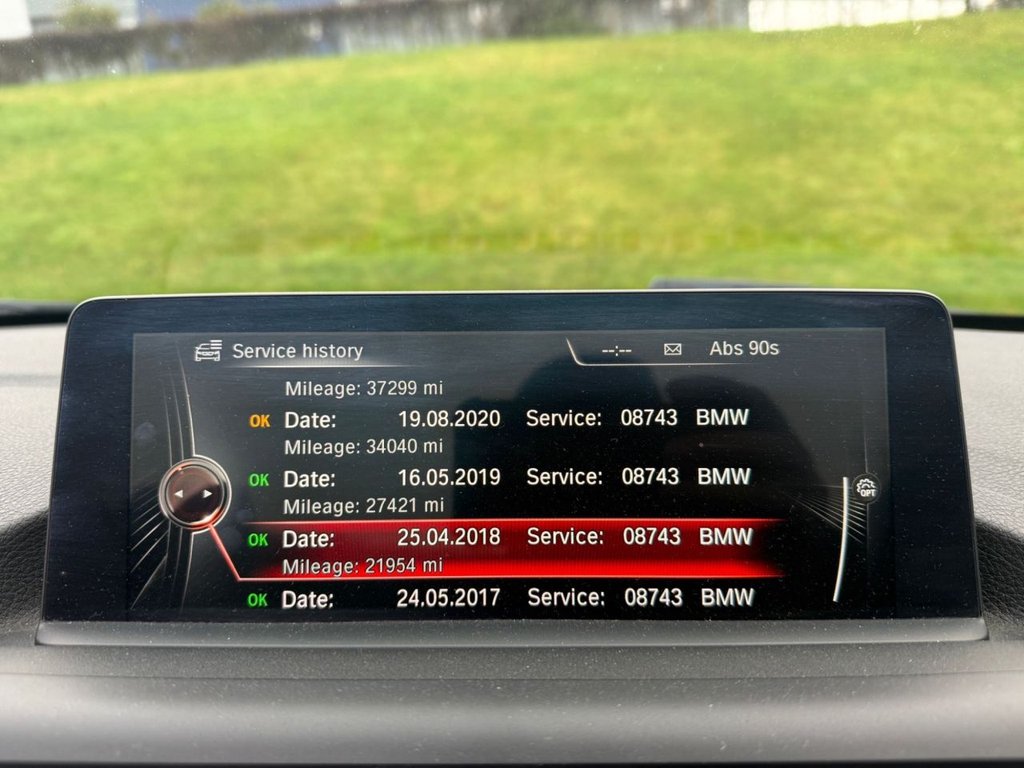 Service history --:-- Abs 90s
Mileage: 37299 mi
OK Date: 19.08.2020 Service: 08743 BMW
Mileage: 34040 mi
OK Date: 16.05.2019 Service: 08743 BMW
Mileage: 27421 mi
OPT
OK Date: 25.04.2018 Service: 08743 BMW
Mileage: 21954 mi
OK Date: 24.05.2017 Service: 08743 BMW